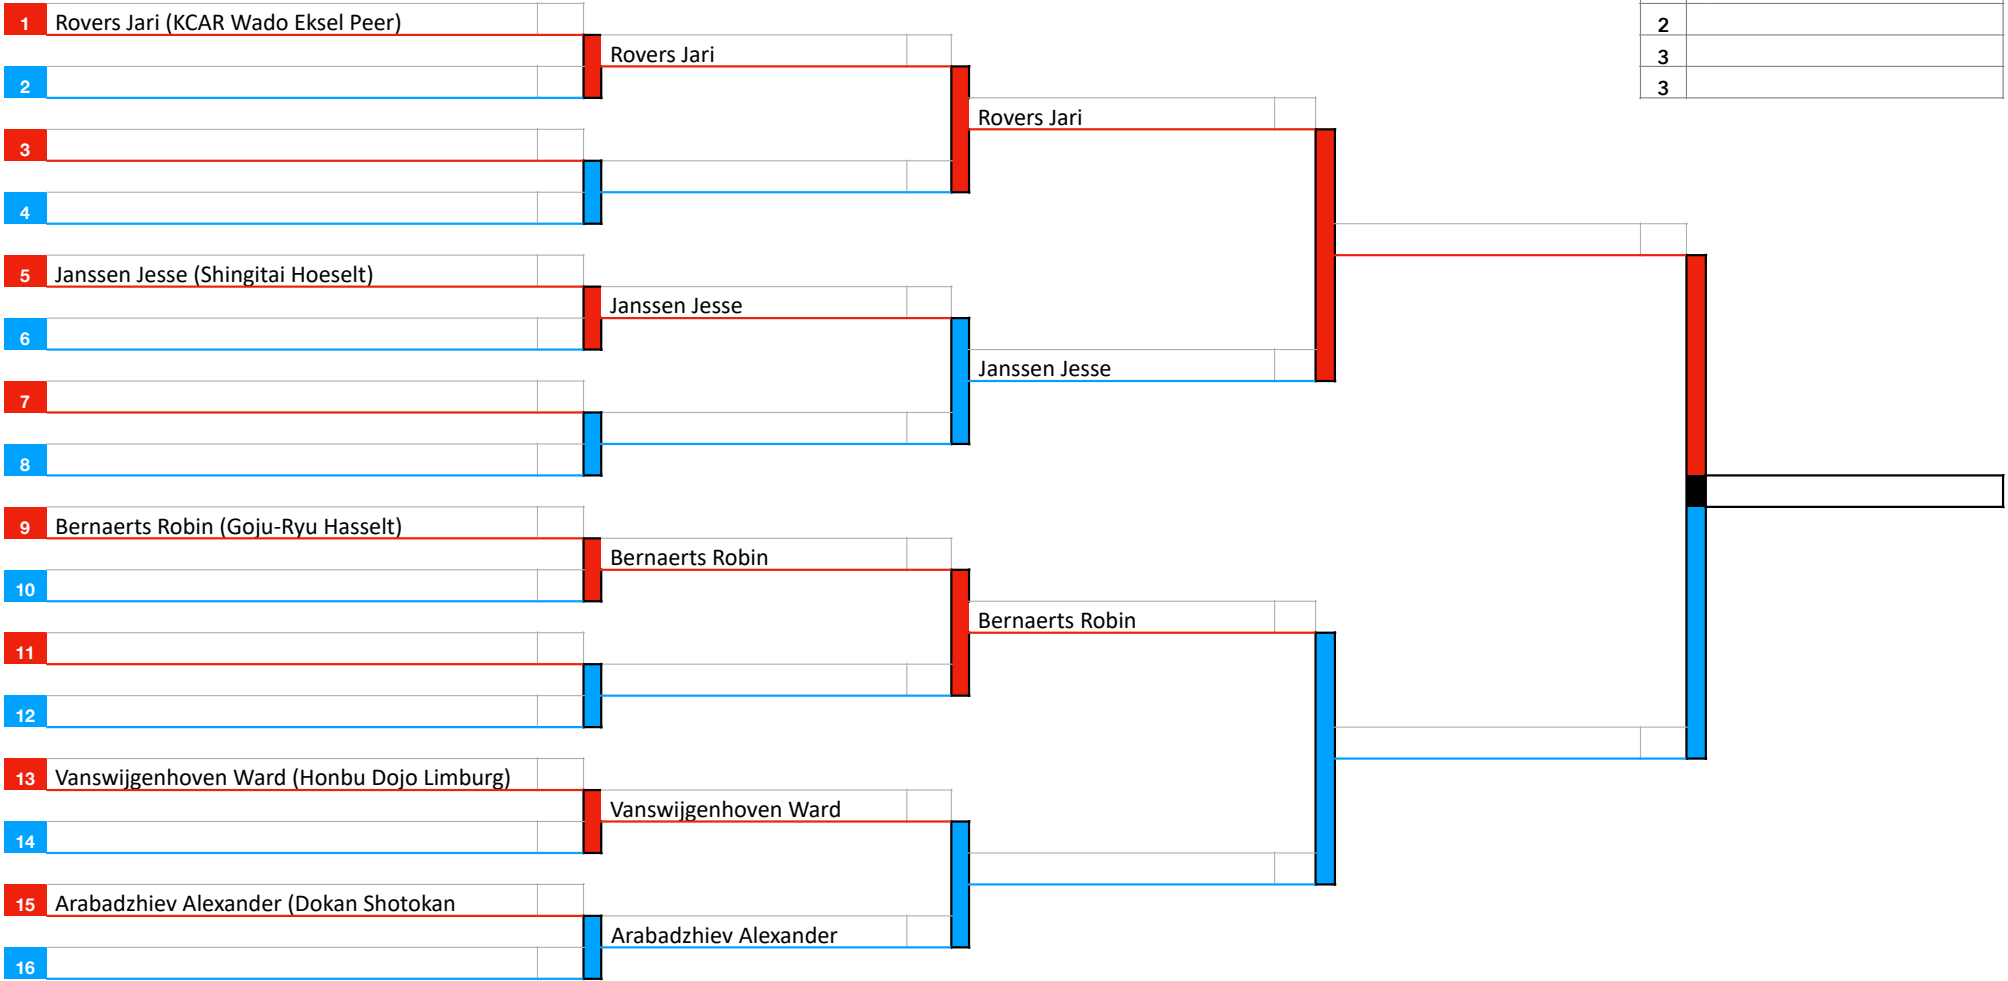 1 Rovers Jari (KCAR Wado Eksel Peer)
2
3
4
5 Janssen Jesse (Shingitai Hoeselt)
6
7
8
9 Bernaerts Robin (Goju-Ryu Hasselt)
10
11
12
13 Vanswijgenhoven Ward (Honbu Dojo Limburg)
14
15 Arabadzhiev Alexander (Dokan Shotokan
16
Rovers Jari
Janssen Jesse
Bernaerts Robin
Vanswijgenhoven Ward
Arabadzhiev Alexander
Rovers Jari
Janssen Jesse
Bernaerts Robin
2
3
3